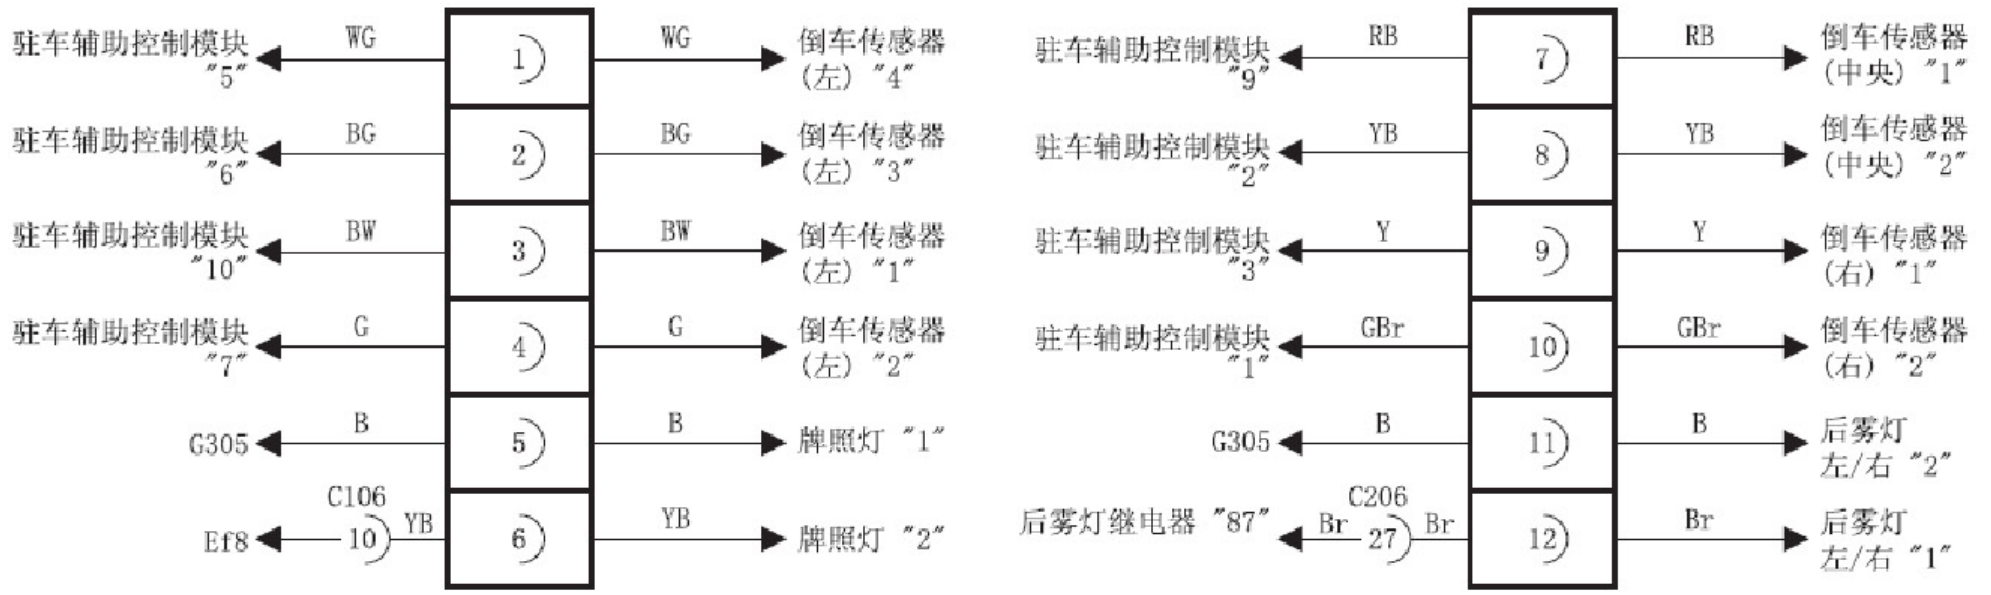 驻车辅助控制模块
"5"
WG
1
WG
倒车传感器
(左) "4"
驻车辅助控制模块
"6"
BG
2
BG
倒车传感器
(左) "3"
驻车辅助控制模块
"10"
BW
3
BW
倒车传感器
(左) "1"
驻车辅助控制模块
"7"
G
4
G
倒车传感器
(左) "2"
G305
B
5
B
牌照灯 "1"
Ef8
C106
10
YB
6
YB
牌照灯 "2"
驻车辅助控制模块
"9"
RB
7
RB
倒车传感器
(中央) "1"
驻车辅助控制模块
"2"
YB
8
YB
倒车传感器
(中央) "2"
驻车辅助控制模块
"3"
Y
9
Y
倒车传感器
(右) "1"
驻车辅助控制模块
"1"
GBr
10
GBr
倒车传感器
(右) "2"
G305
B
11
B
后雾灯
左/右 "2"
后雾灯继电器 "87"
Br
C206
27
Br
12
Br
后雾灯
左/右 "1"